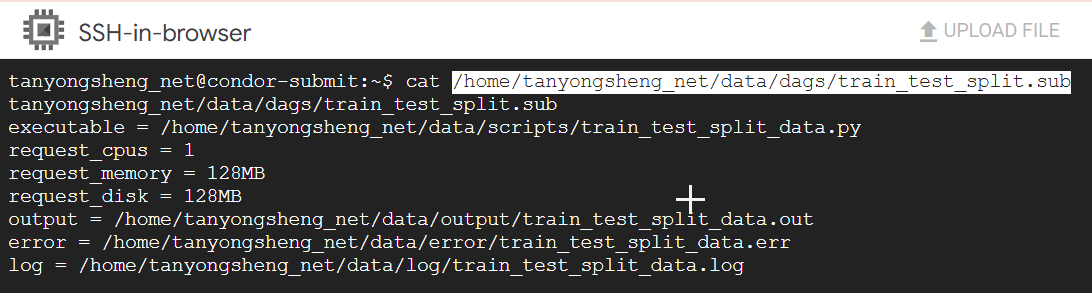 SSH-in-browser
UPLOAD FILE
tanyongsheng_net@condor-submit:~$ cat /home/tanyongsheng_net/data/dags/train_test_split.sub
tanyongsheng_net/data/dags/train_test_split.sub
executable = /home/tanyongsheng_net/data/scripts/train_test_split_data.py
request_cpus = 1
request_memory = 128MB
request_disk = 128MB
output = /home/tanyongsheng_net/data/output/train_test_split_data.out
error = /home/tanyongsheng_net/data/error/train_test_split_data.err
log = /home/tanyongsheng_net/data/log/train_test_split_data.log